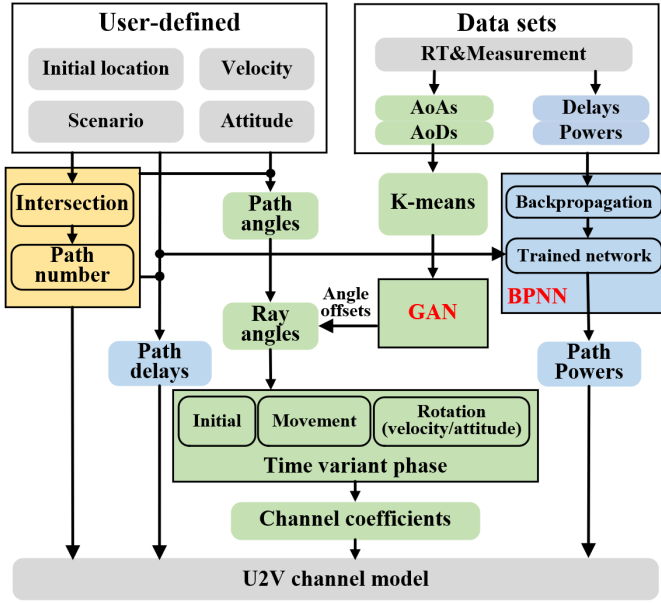 User-defined
Initial location
Velocity
Scenario
Attitude
Data sets
RT&Measurement
AoAs
AoDs
Delays
Powers
Intersection
Path
number
Path
angles
K-means
Backpropagation
Trained network
BPNN
Angle
offsets
Ray
angles
GAN
Path
delays
Path
Powers
Initial
Movement
Rotation
(velocity/attitude)
Time variant phase
Channel coefficients
U2V channel model